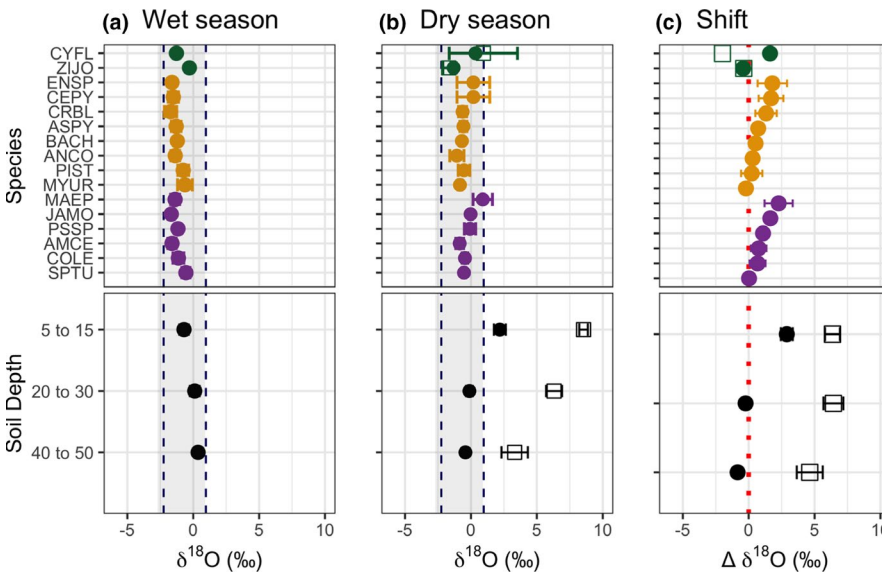 (a) Wet season
(b) Dry season
(c) Shift
Species
CYFL
ZIJO
ENSP
CEPY
CRBL
ASPY
BACH
ANCO
PIST
MYUR
MAEP
JAMO
PSSP
AMCE
COLE
SPTU
Soil Depth
5 to 15
20 to 30
40 to 50
-5 0 5 10
-5 0 5 10
-5 0 5 10
δ¹⁸O (‰)
δ¹⁸O (‰)
Δ δ¹⁸O (‰)